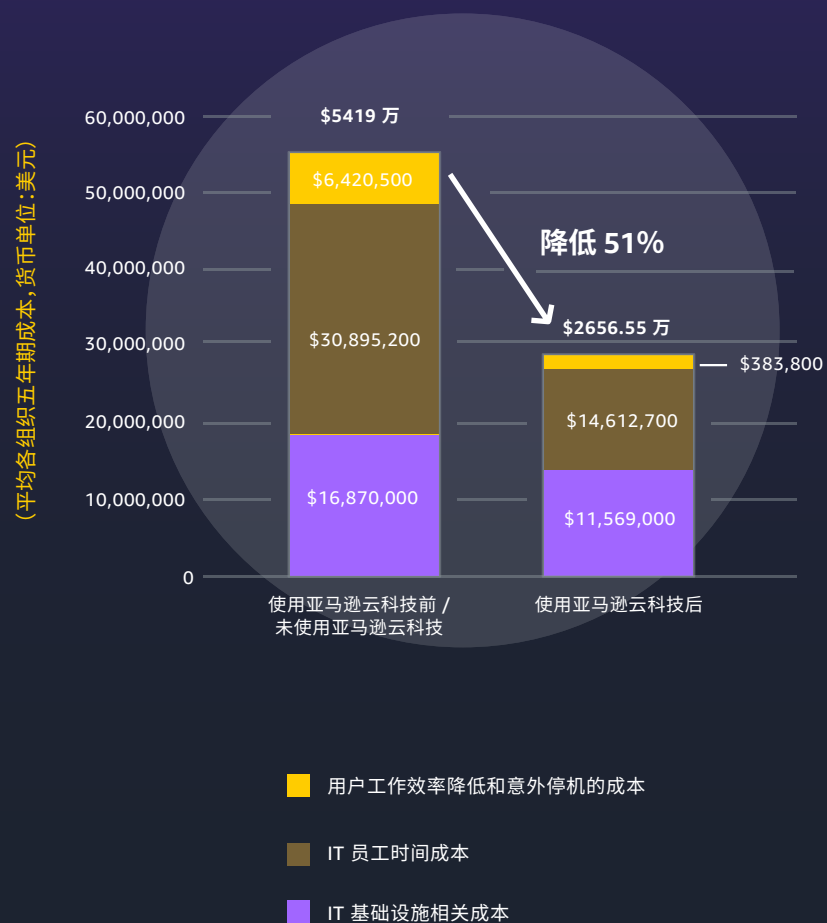 （平均各组织五年期成本，货币单位：美元）
60,000,000
50,000,000
40,000,000
30,000,000
20,000,000
10,000,000
0
$5419 万
$6,420,500
$30,895,200
$16,870,000
降低 51%
$2656.55 万
$383,800
$14,612,700
$11,569,000
使用亚马逊云科技前 /
未使用亚马逊云科技
使用亚马逊云科技后
用户工作效率降低和意外停机的成本
IT 员工时间成本
IT 基础设施相关成本